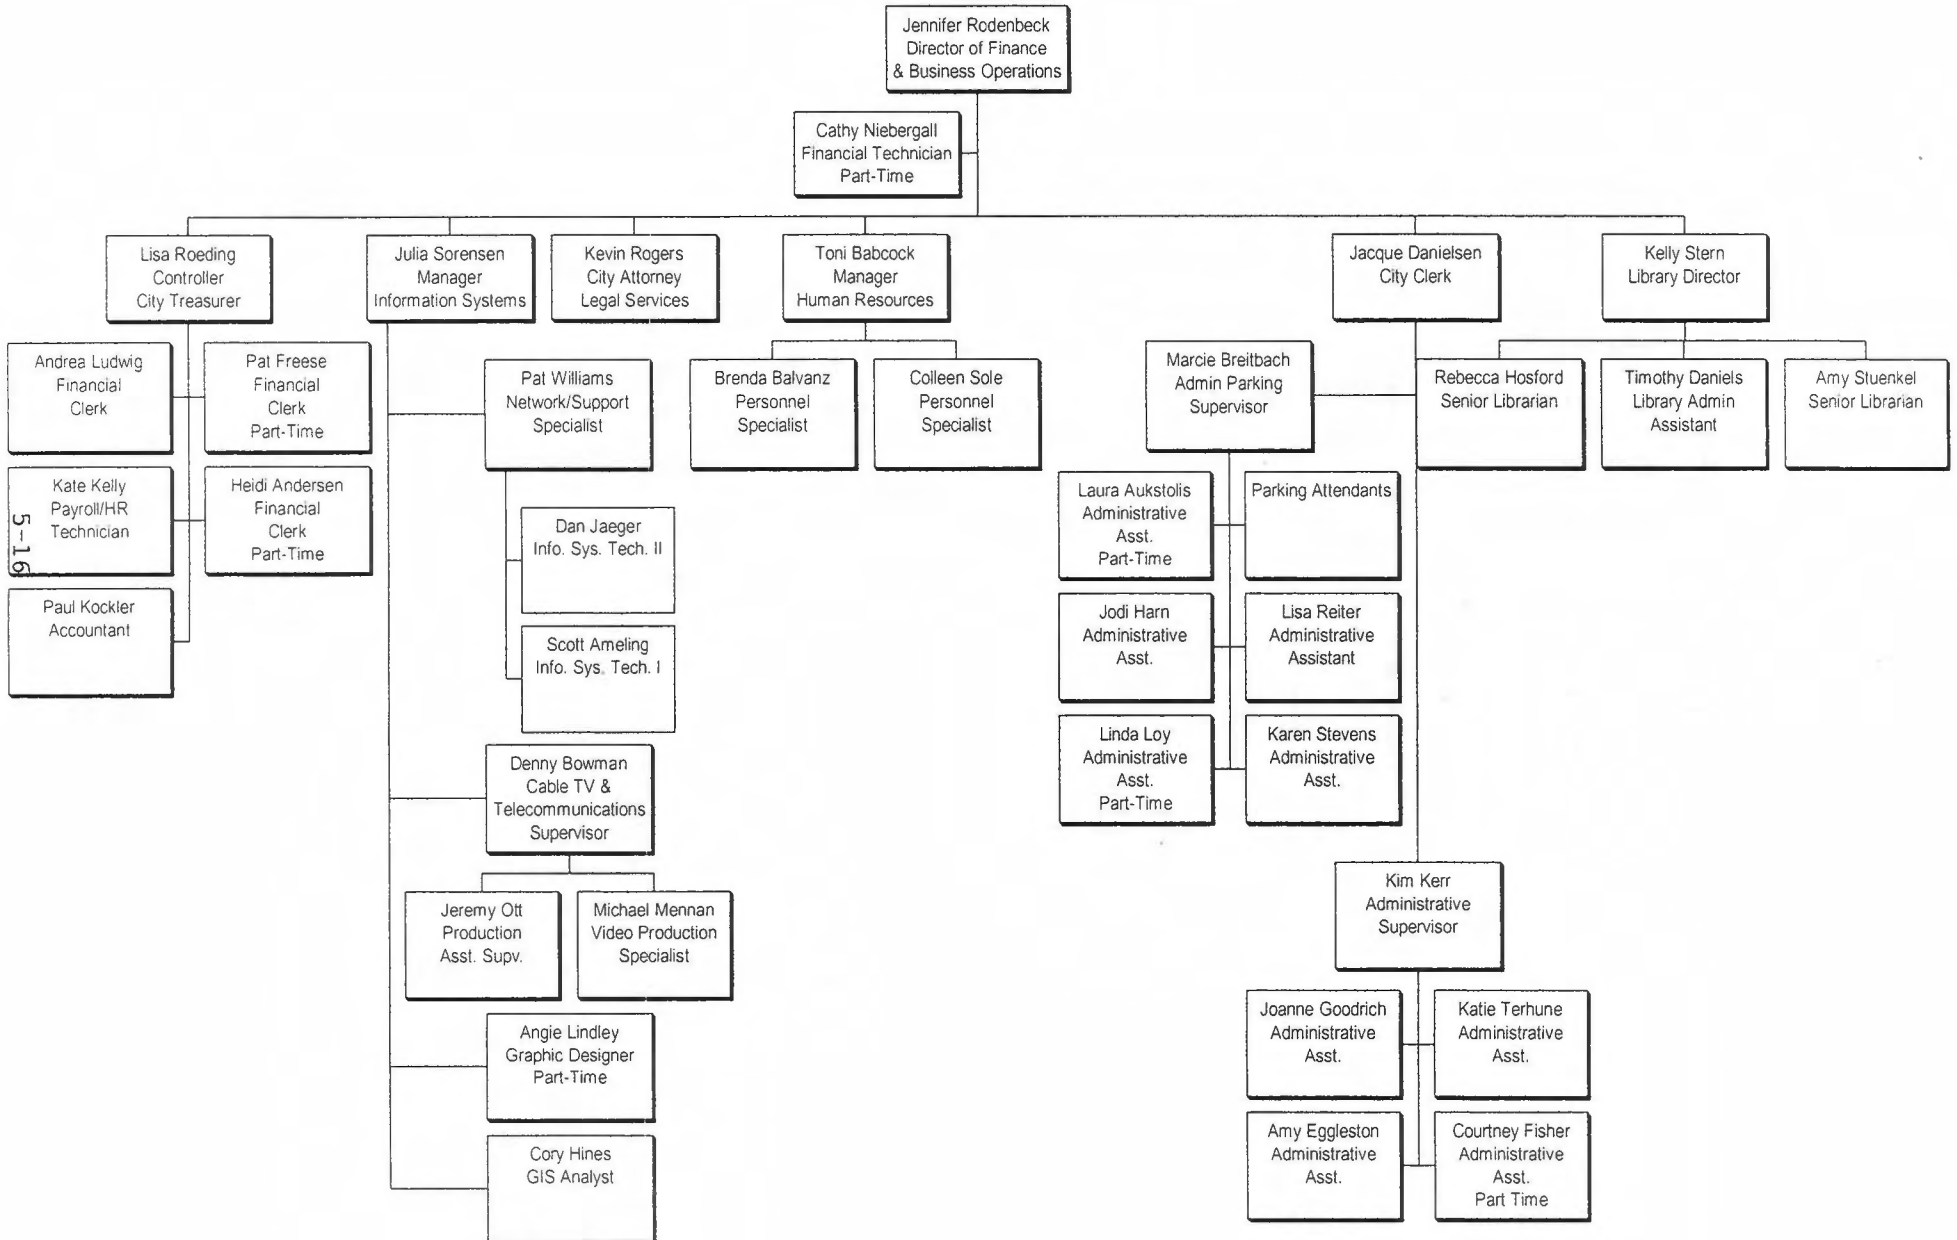 Jennifer Rodenbeck
Director of Finance
& Business Operations
Cathy Niebergall
Financial Technician
Part-Time
Lisa Roeding
Controller
City Treasurer
Julia Sorensen
Manager
Information Systems
Kevin Rogers
City Attorney
Legal Services
Toni Babcock
Manager
Human Resources
Jacque Danielsen
City Clerk
Kelly Stern
Library Director
Andrea Ludwig
Financial
Clerk
Pat Freese
Financial
Clerk
Part-Time
Kate Kelly
Payroll/HR
Technician
Heidi Andersen
Financial
Clerk
Part-Time
Paul Kockler
Accountant
5-16
Pat Williams
Network/Support
Specialist
Dan Jaeger
Info. Sys. Tech. II
Scott Ameling
Info. Sys. Tech. I
Denny Bowman
Cable TV &
Telecommunications
Supervisor
Jeremy Ott
Production
Asst. Supv.
Michael Mennan
Video Production
Specialist
Angie Lindley
Graphic Designer
Part-Time
Cory Hines
GIS Analyst
Brenda Balvanz
Personnel
Specialist
Colleen Sole
Personnel
Specialist
Marcie Breitbach
Admin Parking
Supervisor
Laura Aukstolis
Administrative
Asst.
Part-Time
Parking Attendants
Jodi Harn
Administrative
Asst.
Lisa Reiter
Administrative
Assistant
Linda Loy
Administrative
Asst.
Part-Time
Karen Stevens
Administrative
Asst.
Kim Kerr
Administrative
Supervisor
Joanne Goodrich
Administrative
Asst.
Katie Terhune
Administrative
Asst.
Amy Eggleston
Administrative
Asst.
Courtney Fisher
Administrative
Asst.
Part Time
Rebecca Hosford
Senior Librarian
Timothy Daniels
Library Admin
Assistant
Amy Stuenkel
Senior Librarian